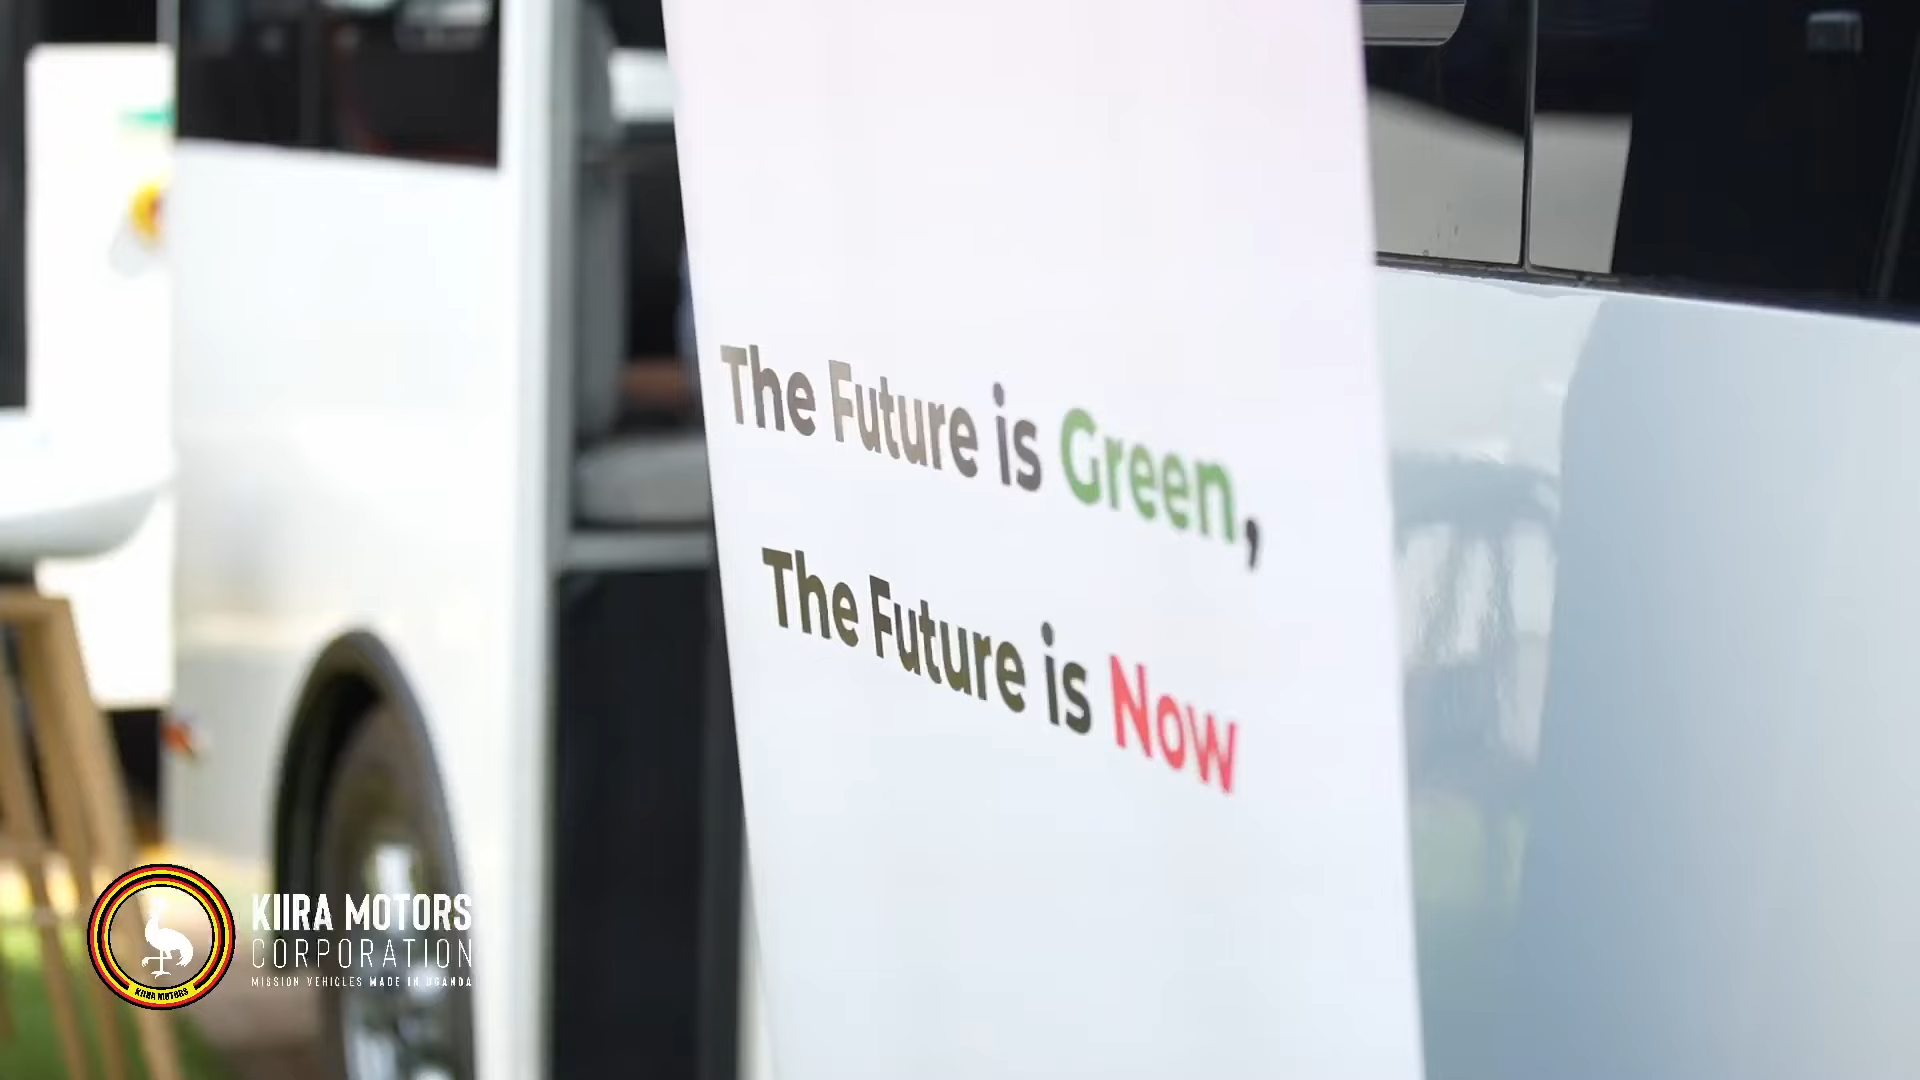 The Future is Green,
The Future is Now
KIIRA MOTORS
CORPORATION
MISSION VEHICLES MADE IN UGANDA
KIIRA MOTORS